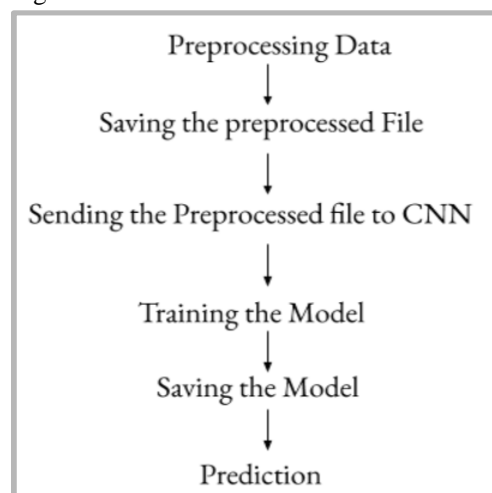 Preprocessing Data
Saving the preprocessed File
Sending the Preprocessed file to CNN
Training the Model
Saving the Model
Prediction